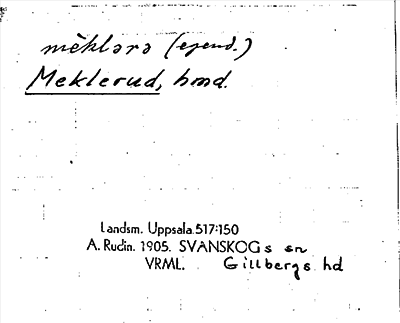 mèklərə (egend.)
Meklerud, hmd.
Landsm. Uppsala 517:150
A. Rudin. 1905. SVANSKOGs sn
VRML. Gillbergs hd